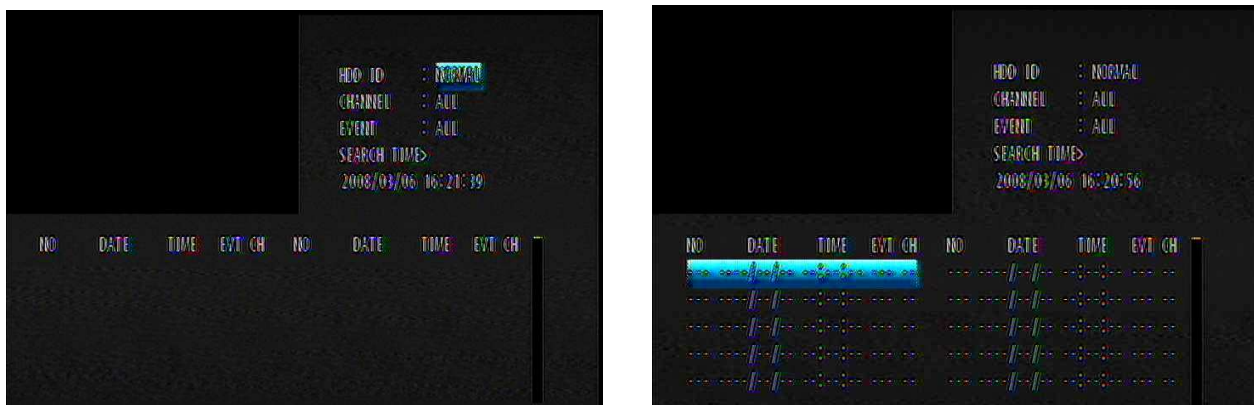 HDD ID : NORMAL
CHANNEL : ALL
EVENT : ALL
SEARCH TIME>
2008/03/06 16:21:39
NO DATE TIME EVT CH NO DATE TIME EVT CH
HDD ID : NORMAL
CHANNEL : ALL
EVENT : ALL
SEARCH TIME>
2008/03/06 16:20:56
NO DATE TIME EVT CH NO DATE TIME EVT CH
--- ----/--/-- --:--:-- --- -- --- ----/--/-- --:--:-- --- --
--- ----/--/-- --:--:-- --- -- --- ----/--/-- --:--:-- --- --
--- ----/--/-- --:--:-- --- -- --- ----/--/-- --:--:-- --- --
--- ----/--/-- --:--:-- --- -- --- ----/--/-- --:--:-- --- --
--- ----/--/-- --:--:-- --- -- --- ----/--/-- --:--:-- --- --